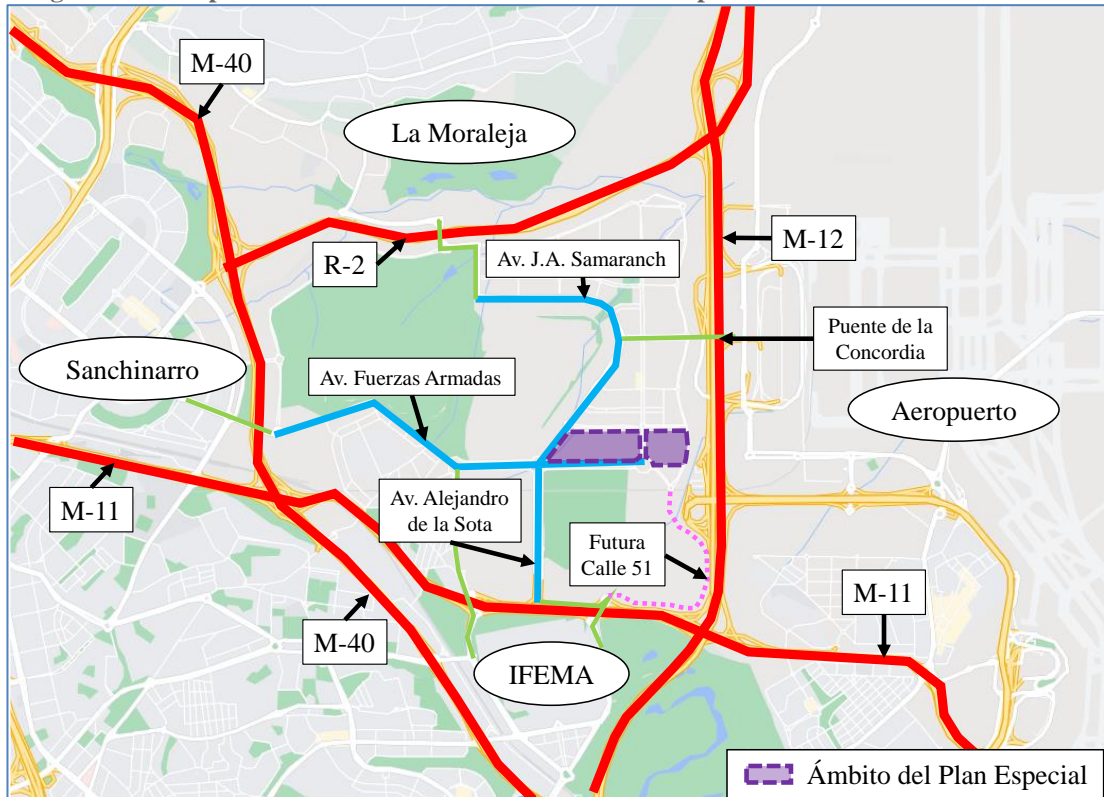 M-40
La Moraleja
R-2
Av. J.A. Samaranch
M-12
Puente de la
Concordia
Sanchinarro
Av. Fuerzas Armadas
Aeropuerto
M-11
Av. Alejandro
de la Sota
Futura
Calle 51
M-11
M-40
IFEMA
Ámbito del Plan Especial